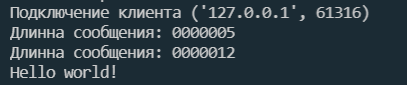 Подключение клиента ('127.0.0.1', 61316)
Длинна сообщения: 0000005
Длинна сообщения: 0000012
Hello world!